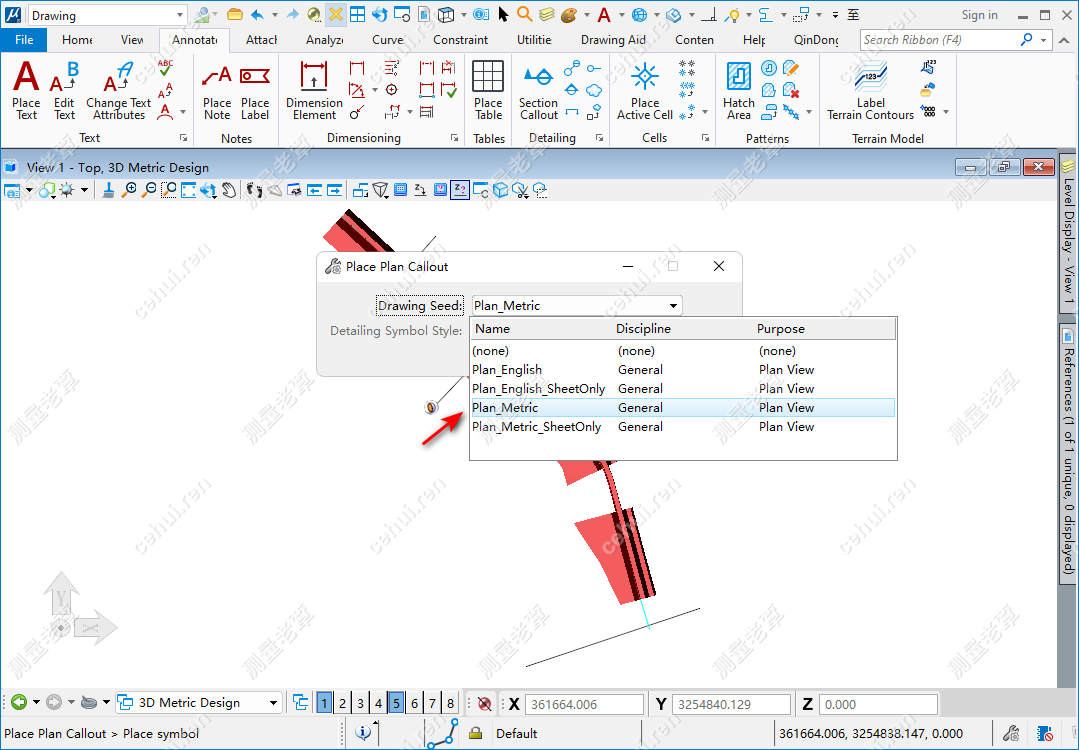 Drawing
至
Sign in
File
Home
View
Annotate
Attach
Analyze
Curve
Constraint
Utilitie
Drawing Aid
Conten
Help
QinDong
Search Ribbon (F4)
Place Text
Edit Text
Change Text Attributes
ABC
Place Note
Place Label
Dimension Element
Place Table
Section Callout
Place Active Cell
Hatch Area
Label Terrain Contours
Text
Notes
Dimensioning
Tables
Detailing
Cells
Patterns
Terrain Model
View 1 - Top, 3D Metric Design
Place Plan Callout
Drawing Seed:
Plan_Metric
Detailing Symbol Style:
Name Discipline Purpose
(none) (none) (none)
Plan_English General Plan View
Plan_English_SheetOnly General Plan View
Plan_Metric General Plan View
Plan_Metric_SheetOnly General Plan View
Level Display - View 1
References (1 of 1 unique, 0 displayed)
测量老覃
cehui.ren
Y
X
3D Metric Design
1 2 3 4 5 6 7 8
X 361664.006
Y 3254840.129
Z 0.000
Place Plan Callout > Place symbol
Default
361664.006, 3254838.147, 0.000